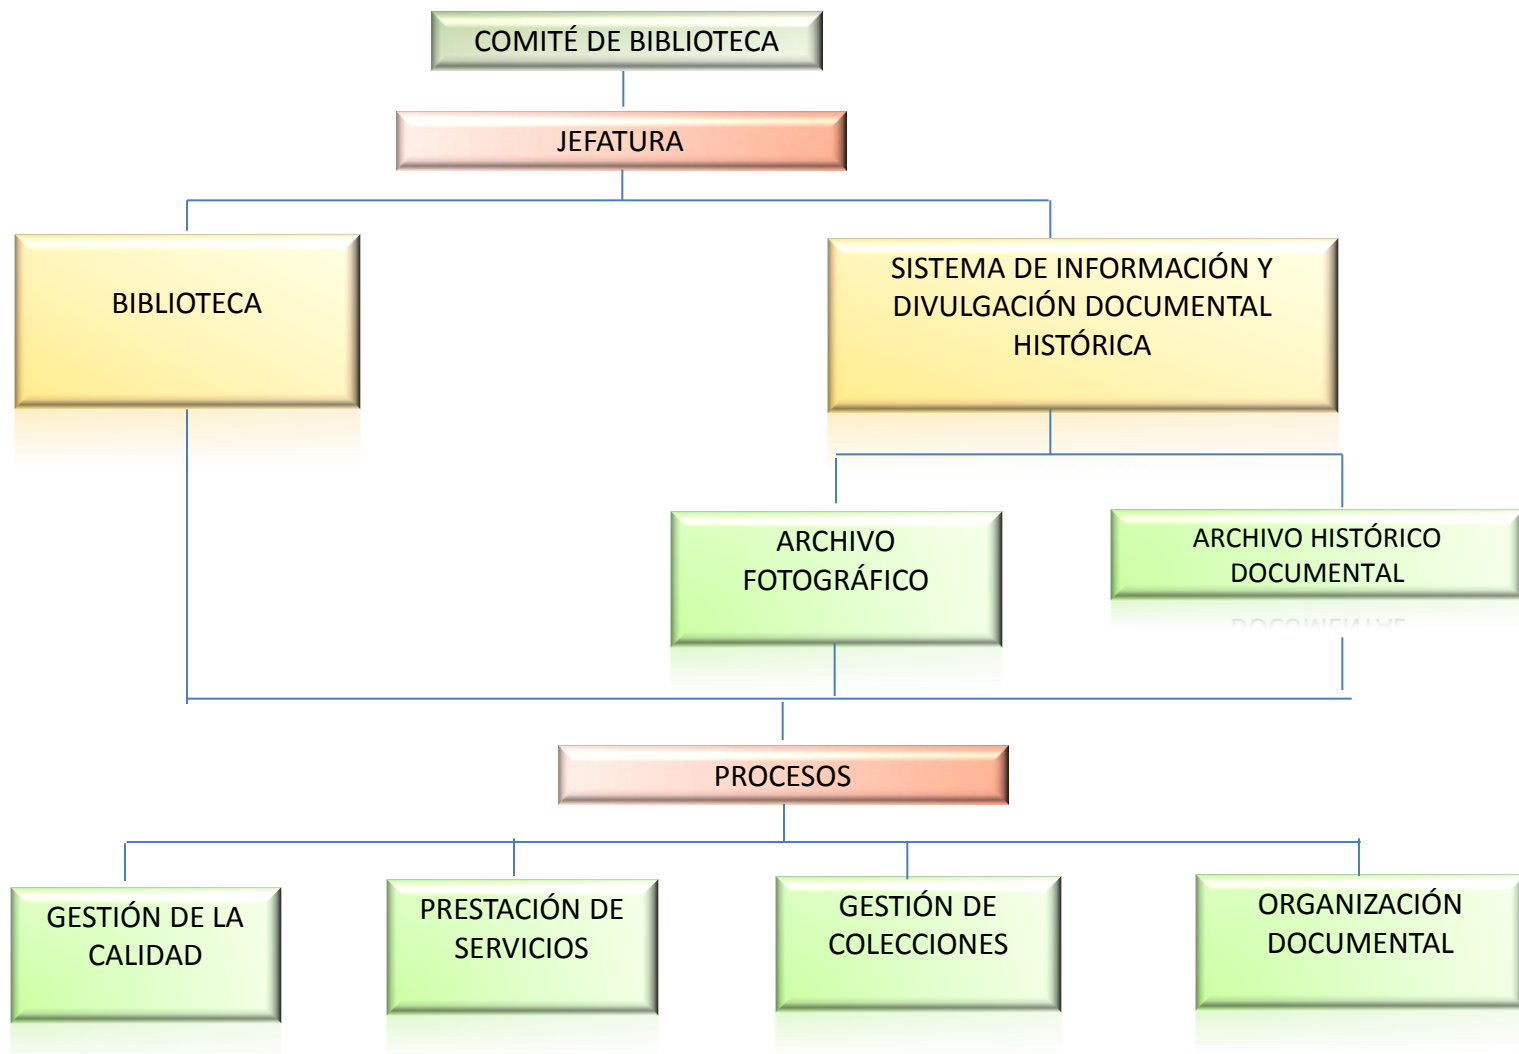 COMITÉ DE BIBLIOTECA
JEFATURA
BIBLIOTECA
SISTEMA DE INFORMACIÓN Y
DIVULGACIÓN DOCUMENTAL
HISTÓRICA
ARCHIVO
FOTOGRÁFICO
ARCHIVO HISTÓRICO
DOCUMENTAL
PROCESOS
GESTIÓN DE LA
CALIDAD
PRESTACIÓN DE
SERVICIOS
GESTIÓN DE
COLECCIONES
ORGANIZACIÓN
DOCUMENTAL